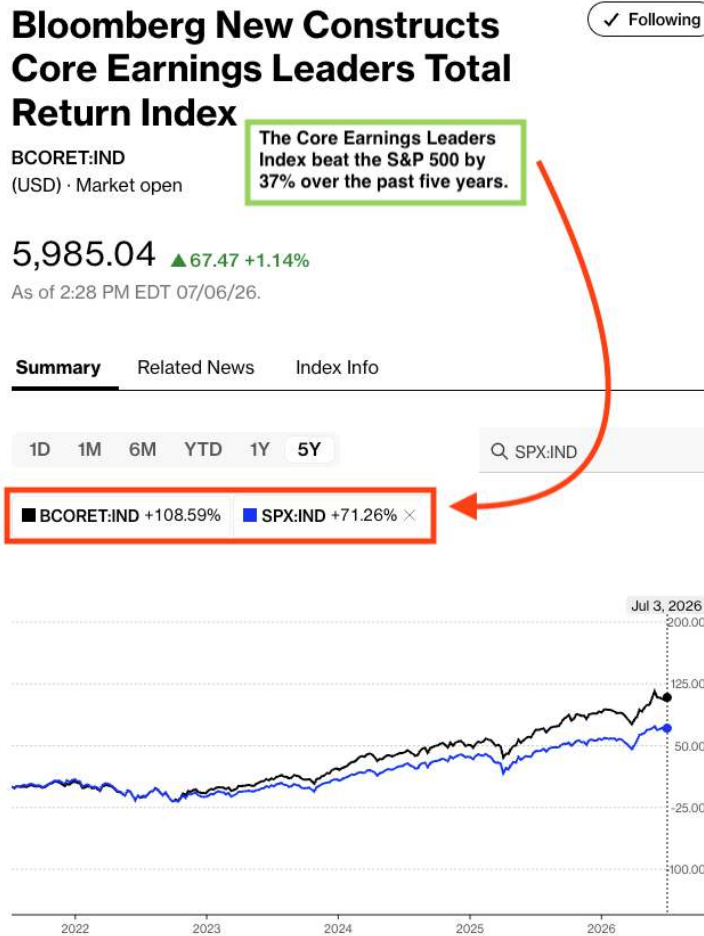 Bloomberg New Constructs
Core Earnings Leaders Total
Return Index
✓ Following
BCORET:IND
(USD) · Market open
The Core Earnings Leaders
Index beat the S&P 500 by
37% over the past five years.
5,985.04 ▲67.47 +1.14%
As of 2:28 PM EDT 07/06/26.
Summary Related News Index Info
1D 1M 6M YTD 1Y 5Y
SPX:IND
BCORET:IND +108.59% SPX:IND +71.26% ×
Jul 3, 2026
200.00
125.00
50.00
-25.00
-100.00
2022 2023 2024 2025 2026